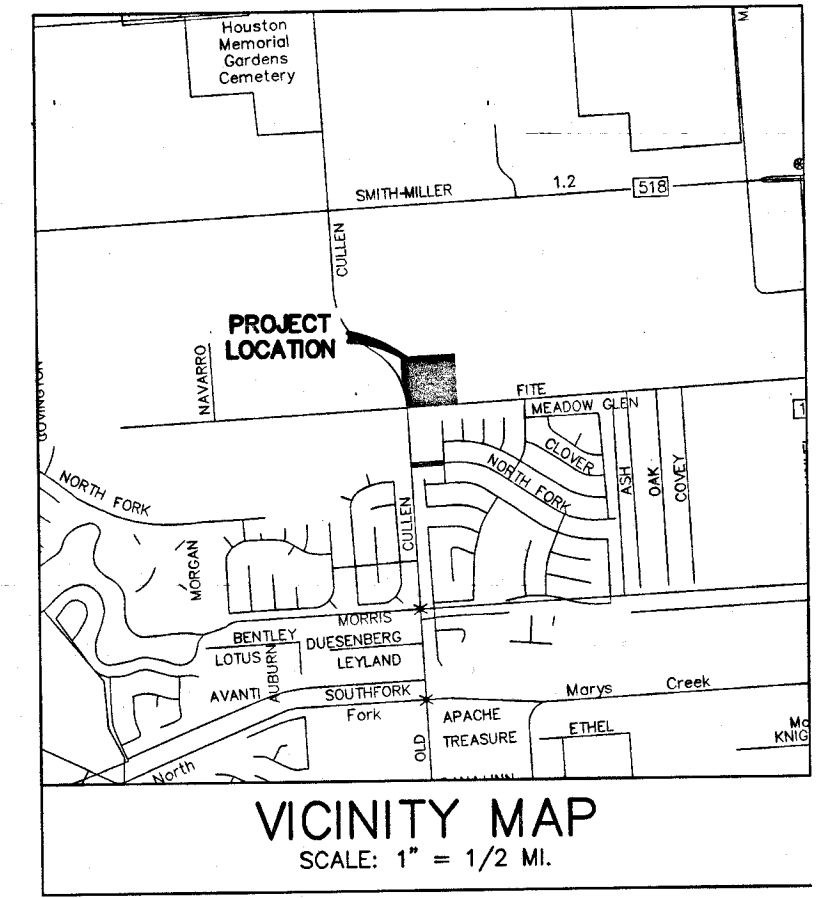 Houston
Memorial
Gardens
Cemetery
SMITH-MILLER
1.2
518
CULLEN
PROJECT
LOCATION
NAVARRO
FITE
MEADOW GLEN
CLOVER
NORTH FORK
ASH
OAK
COVEY
NORTH FORK
CULLEN
MORGAN
MORRIS
BENTLEY
DUESENBERG
LOTUS
AUBURN
LEYLAND
AVANTI
SOUTHFORK
Marys Creek
Fork
APACHE
ETHEL
TREASURE
OLD
North
VICINITY MAP
SCALE: 1" = 1/2 MI.